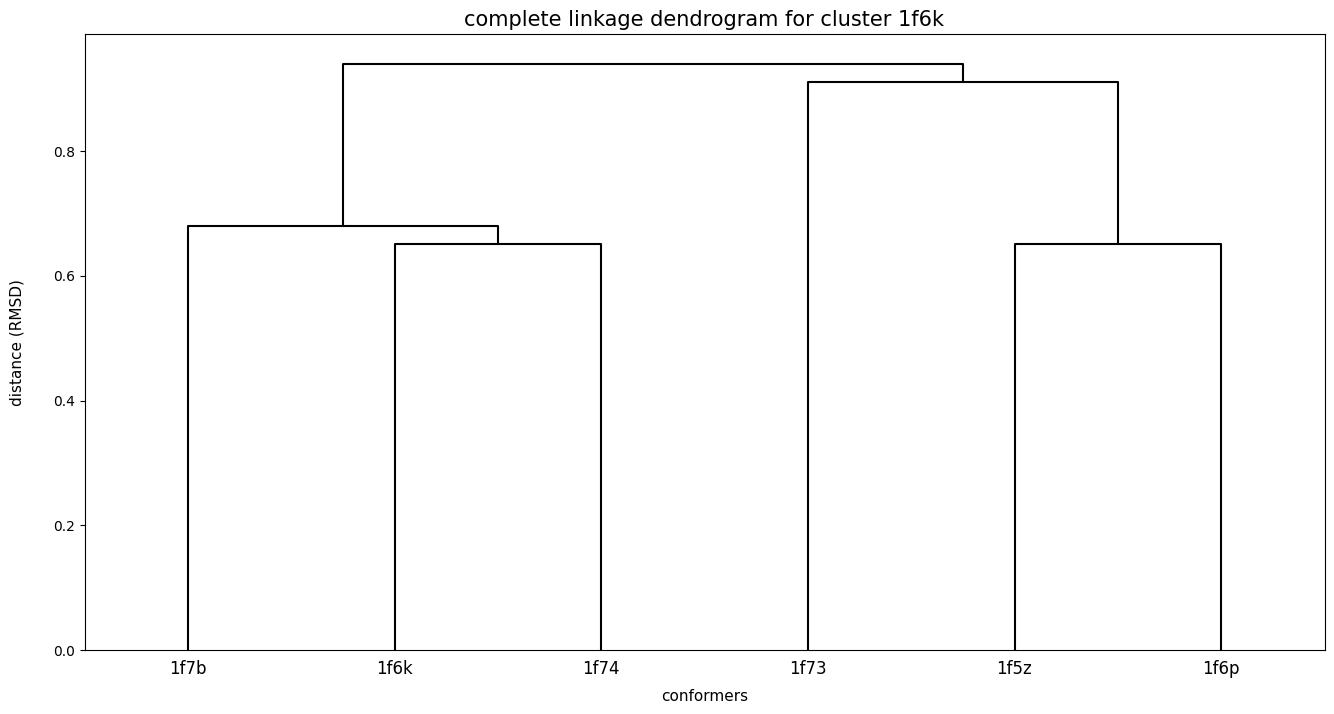 complete linkage dendrogram for cluster 1f6k
distance (RMSD)
0.8
0.6
0.4
0.2
0.0
1f7b 1f6k 1f74 1f73 1f5z 1f6p
conformers